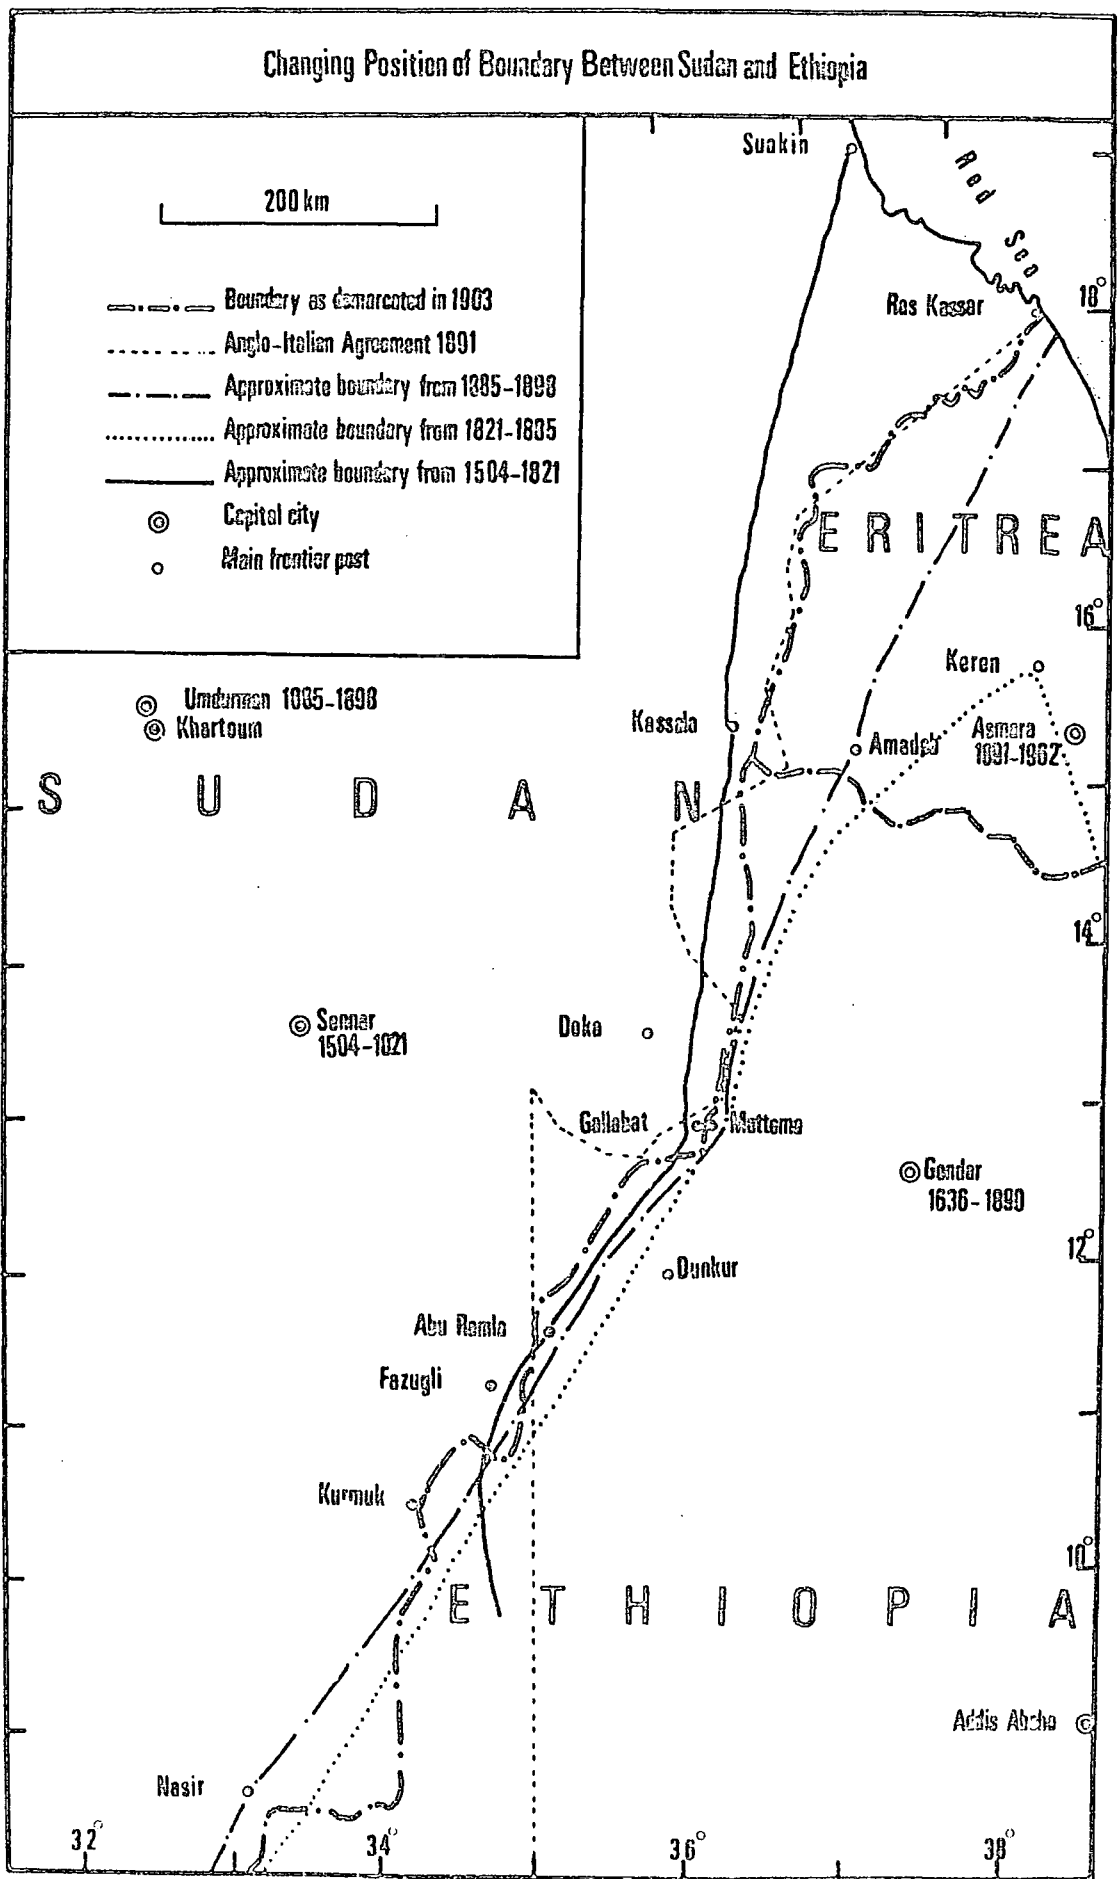 Changing Position of Boundary Between Sudan and Ethiopia
200 km
Boundary as demarcated in 1903
Anglo-Italian Agreement 1891
Approximate boundary from 1885-1898
Approximate boundary from 1821-1885
Approximate boundary from 1504-1821
Capital city
Main frontier post
Suakin
Red Sea
Ras Kassar
18°
ERITREA
16°
Keren
Umdurman 1885-1898
Khartoum
Kassala
Amadeb
Asmara
1891-1962
SUDAN
14°
Sennar
1504-1821
Doka
Gallabat
Mattema
Gondar
1636-1890
12°
Dunkur
Abu Ramla
Fazugli
Kurmuk
10°
ETHIOPIA
Addis Ababa
Nasir
32°
34°
36°
38°